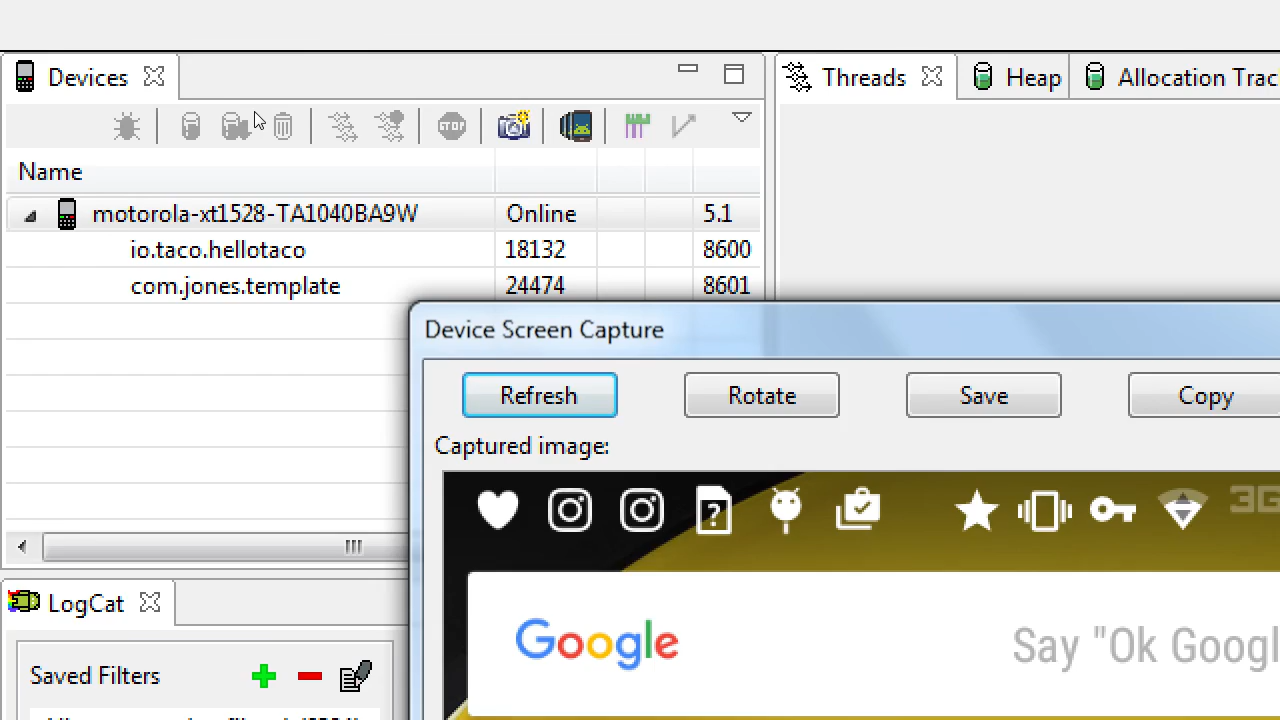 Devices
Threads
Heap
Allocation Trac
STOP
Name
motorola-xt1528-TA1040BA9W Online 5.1
io.taco.hellotaco 18132 8600
com.jones.template 24474 8601
Device Screen Capture
Refresh Rotate Save Copy
Captured image:
?
3G
Google
Say "Ok Googl
LogCat
Saved Filters